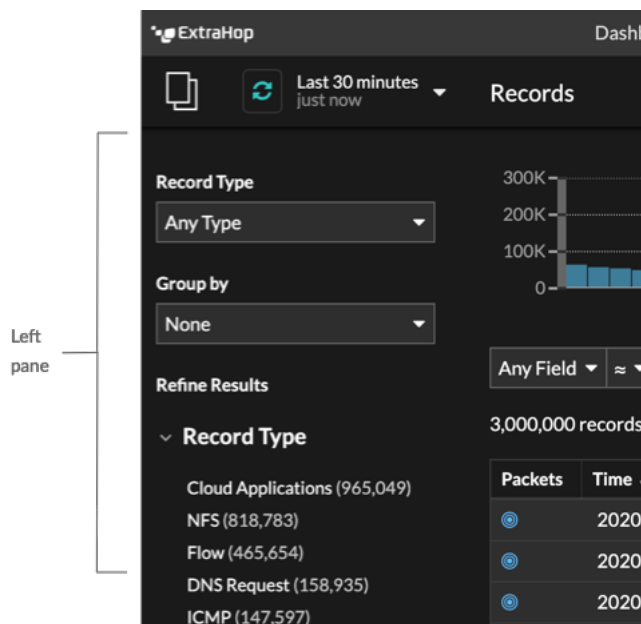 ExtraHop
Dashb
Last 30 minutes
just now
Records
Left
pane
Record Type
Any Type
Group by
None
Refine Results
Record Type
Cloud Applications (965,049)
NFS (818,783)
Flow (465,654)
DNS Request (158,935)
ICMP (147,597)
300K
200K
100K
0
Any Field ≈
3,000,000 records
Packets Time
2020
2020
2020